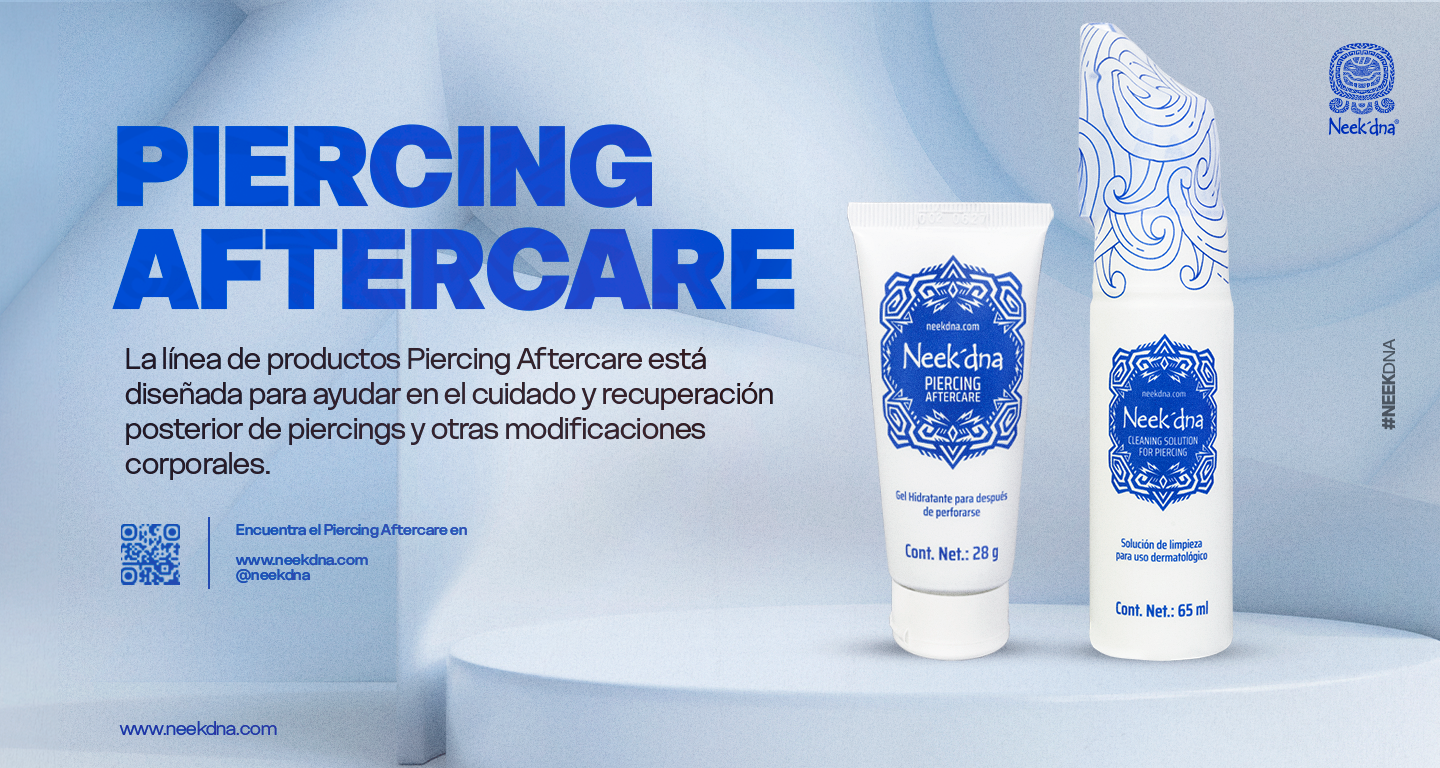 Neek´dna®
PIERCING
AFTERCARE
La línea de productos Piercing Aftercare está
diseñada para ayudar en el cuidado y recuperación
posterior de piercings y otras modificaciones
corporales.
Encuentra el Piercing Aftercare en
www.neekdna.com
@neekdna
www.neekdna.com
neekdna.com
Neek´dna
PIERCING
AFTERCARE
Gel Hidratante para después
de perforarse
Cont. Net.: 28 g
neekdna.com
Neek´dna
CLEANING SOLUTION
FOR PIERCING
Solución de limpieza
para uso dermatológico
Cont. Net.: 65 ml
#NEEKDNA